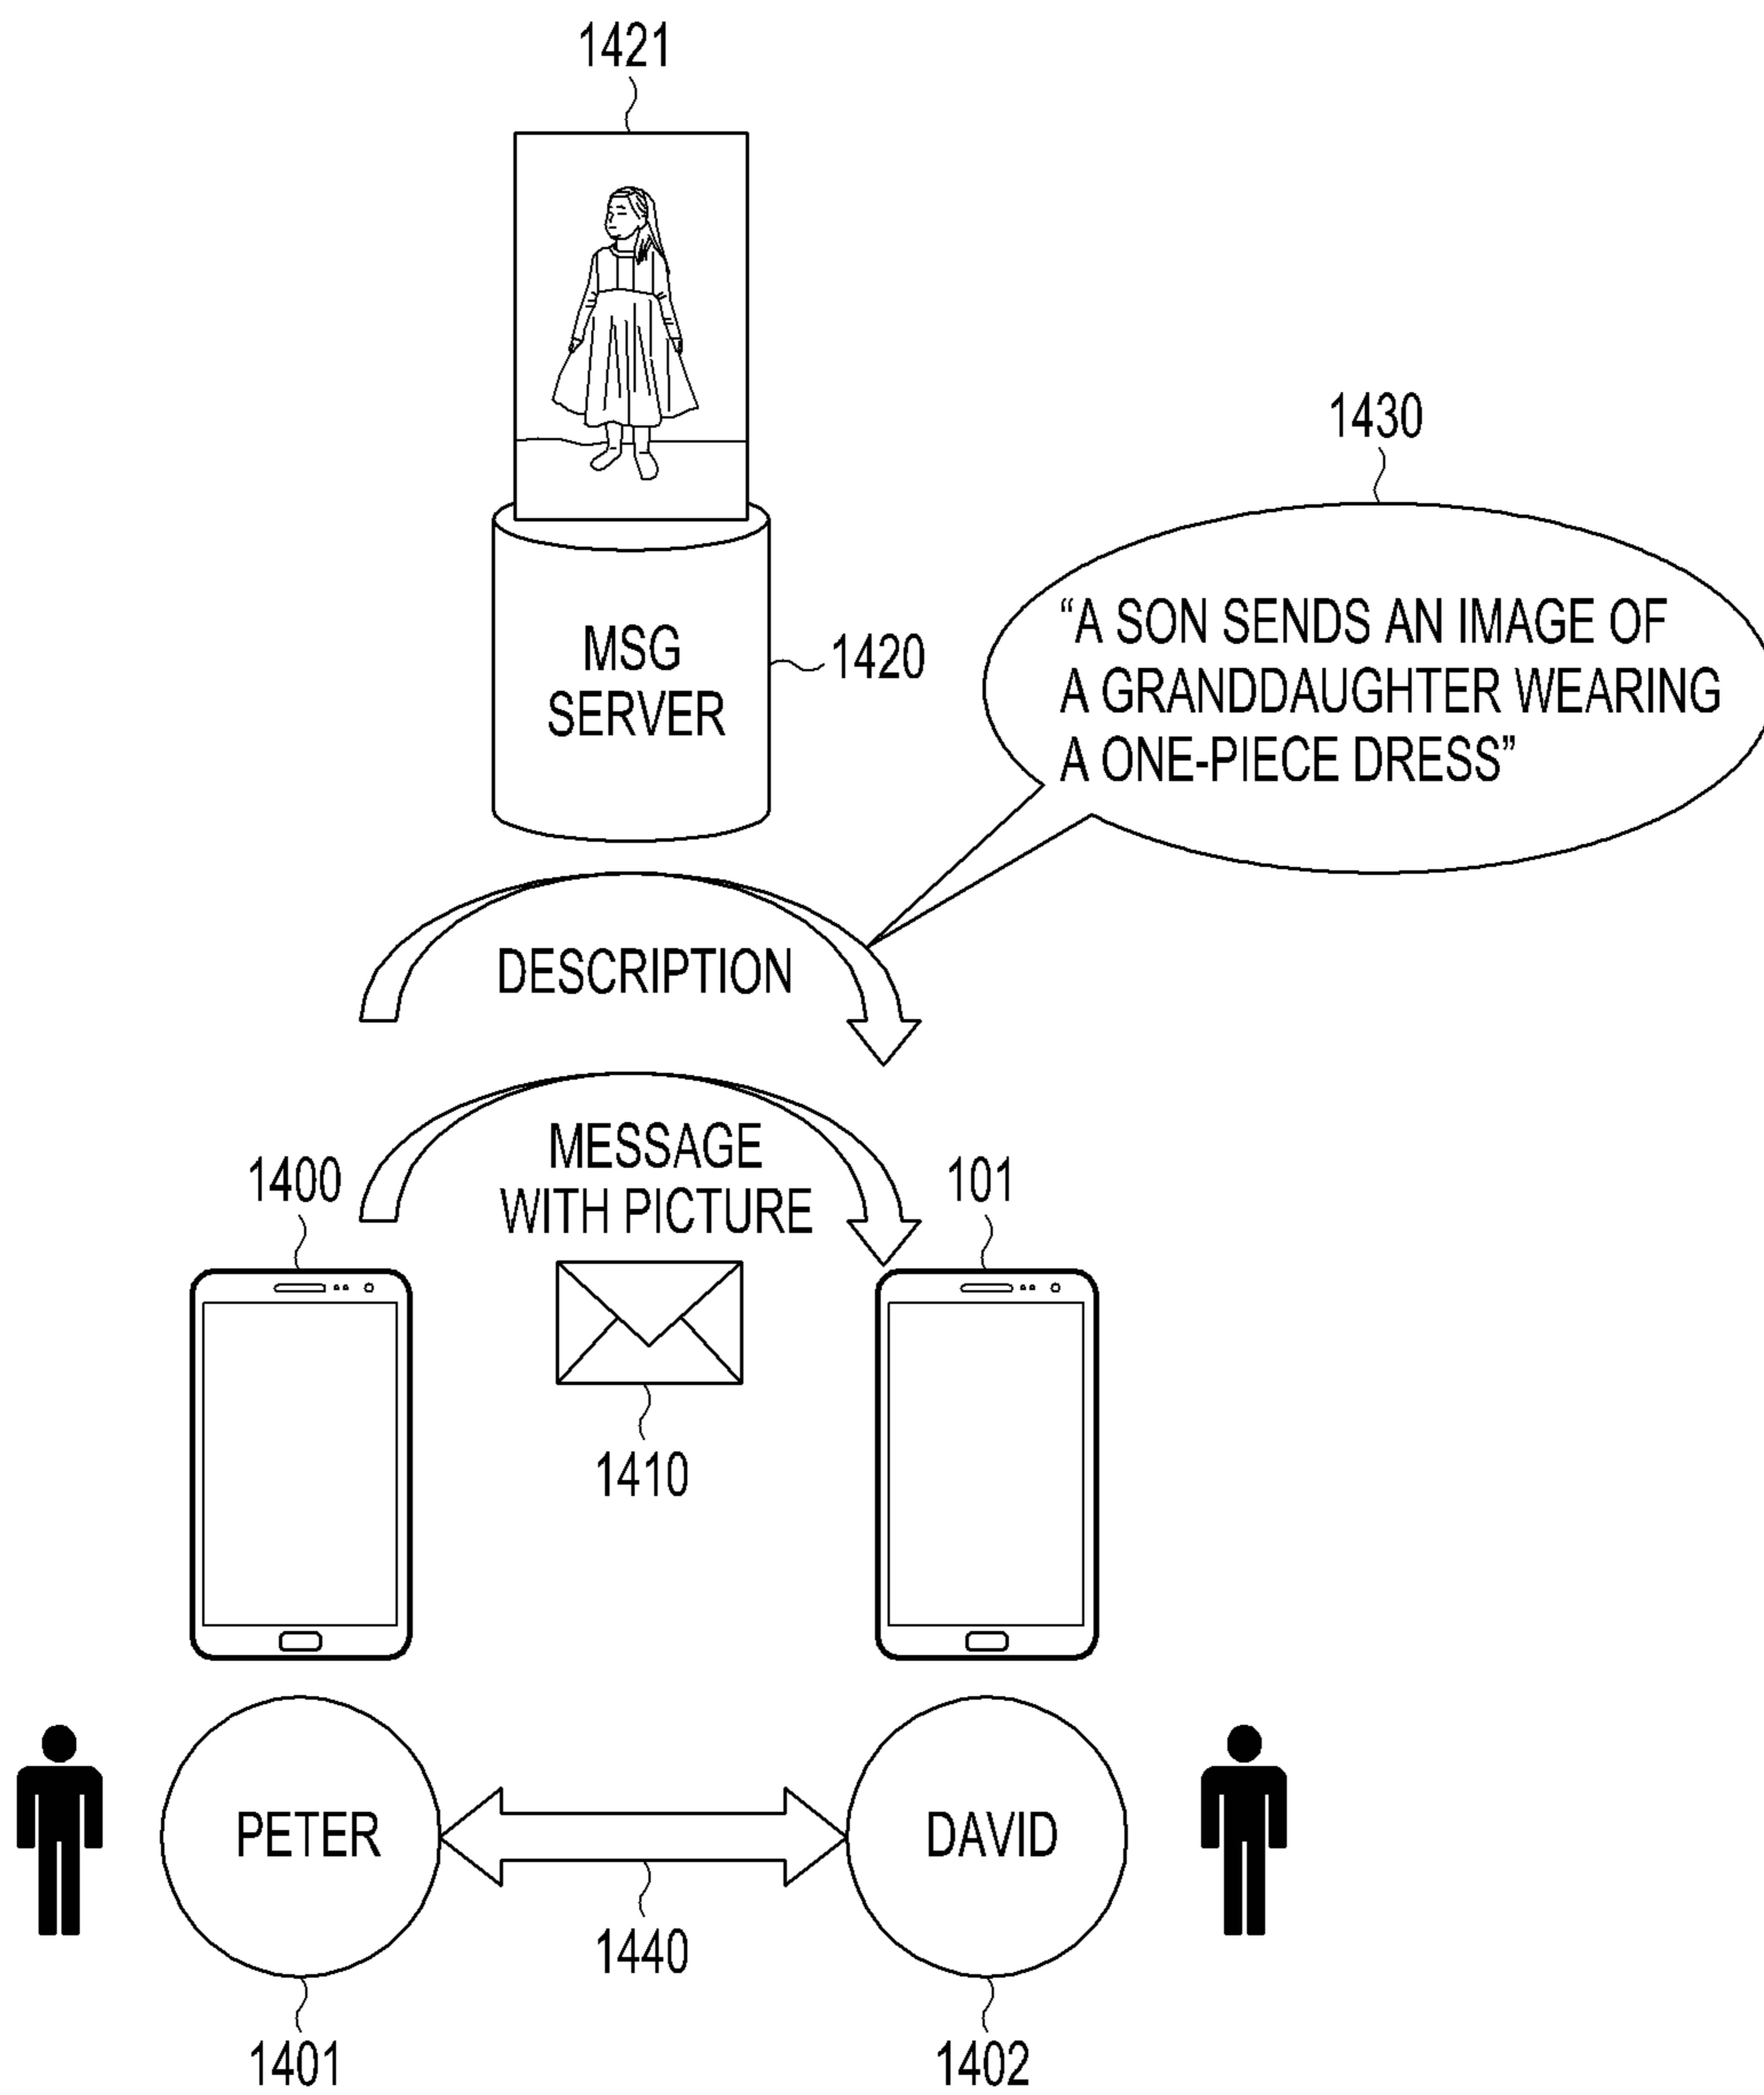 1421
1430
“A SON SENDS AN IMAGE OF
A GRANDDAUGHTER WEARING
A ONE-PIECE DRESS”
MSG
SERVER
1420
DESCRIPTION
MESSAGE
WITH PICTURE
1400
101
1410
PETER
DAVID
1440
1401
1402